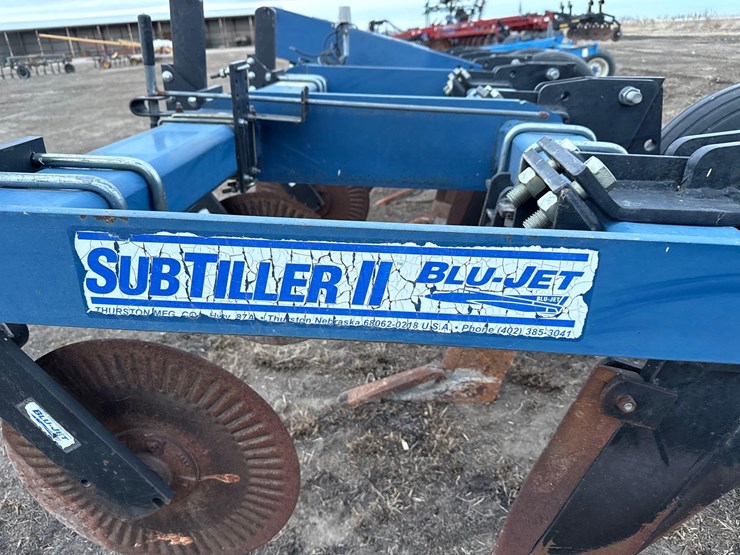 SUBTILLER II BLU-JET
BLU-JET
THURSTON MFG. CO. • Hwy. 87A • Thurston Nebraska 68062-0218 U.S.A. • Phone (402) 385-3041
BLU-JET